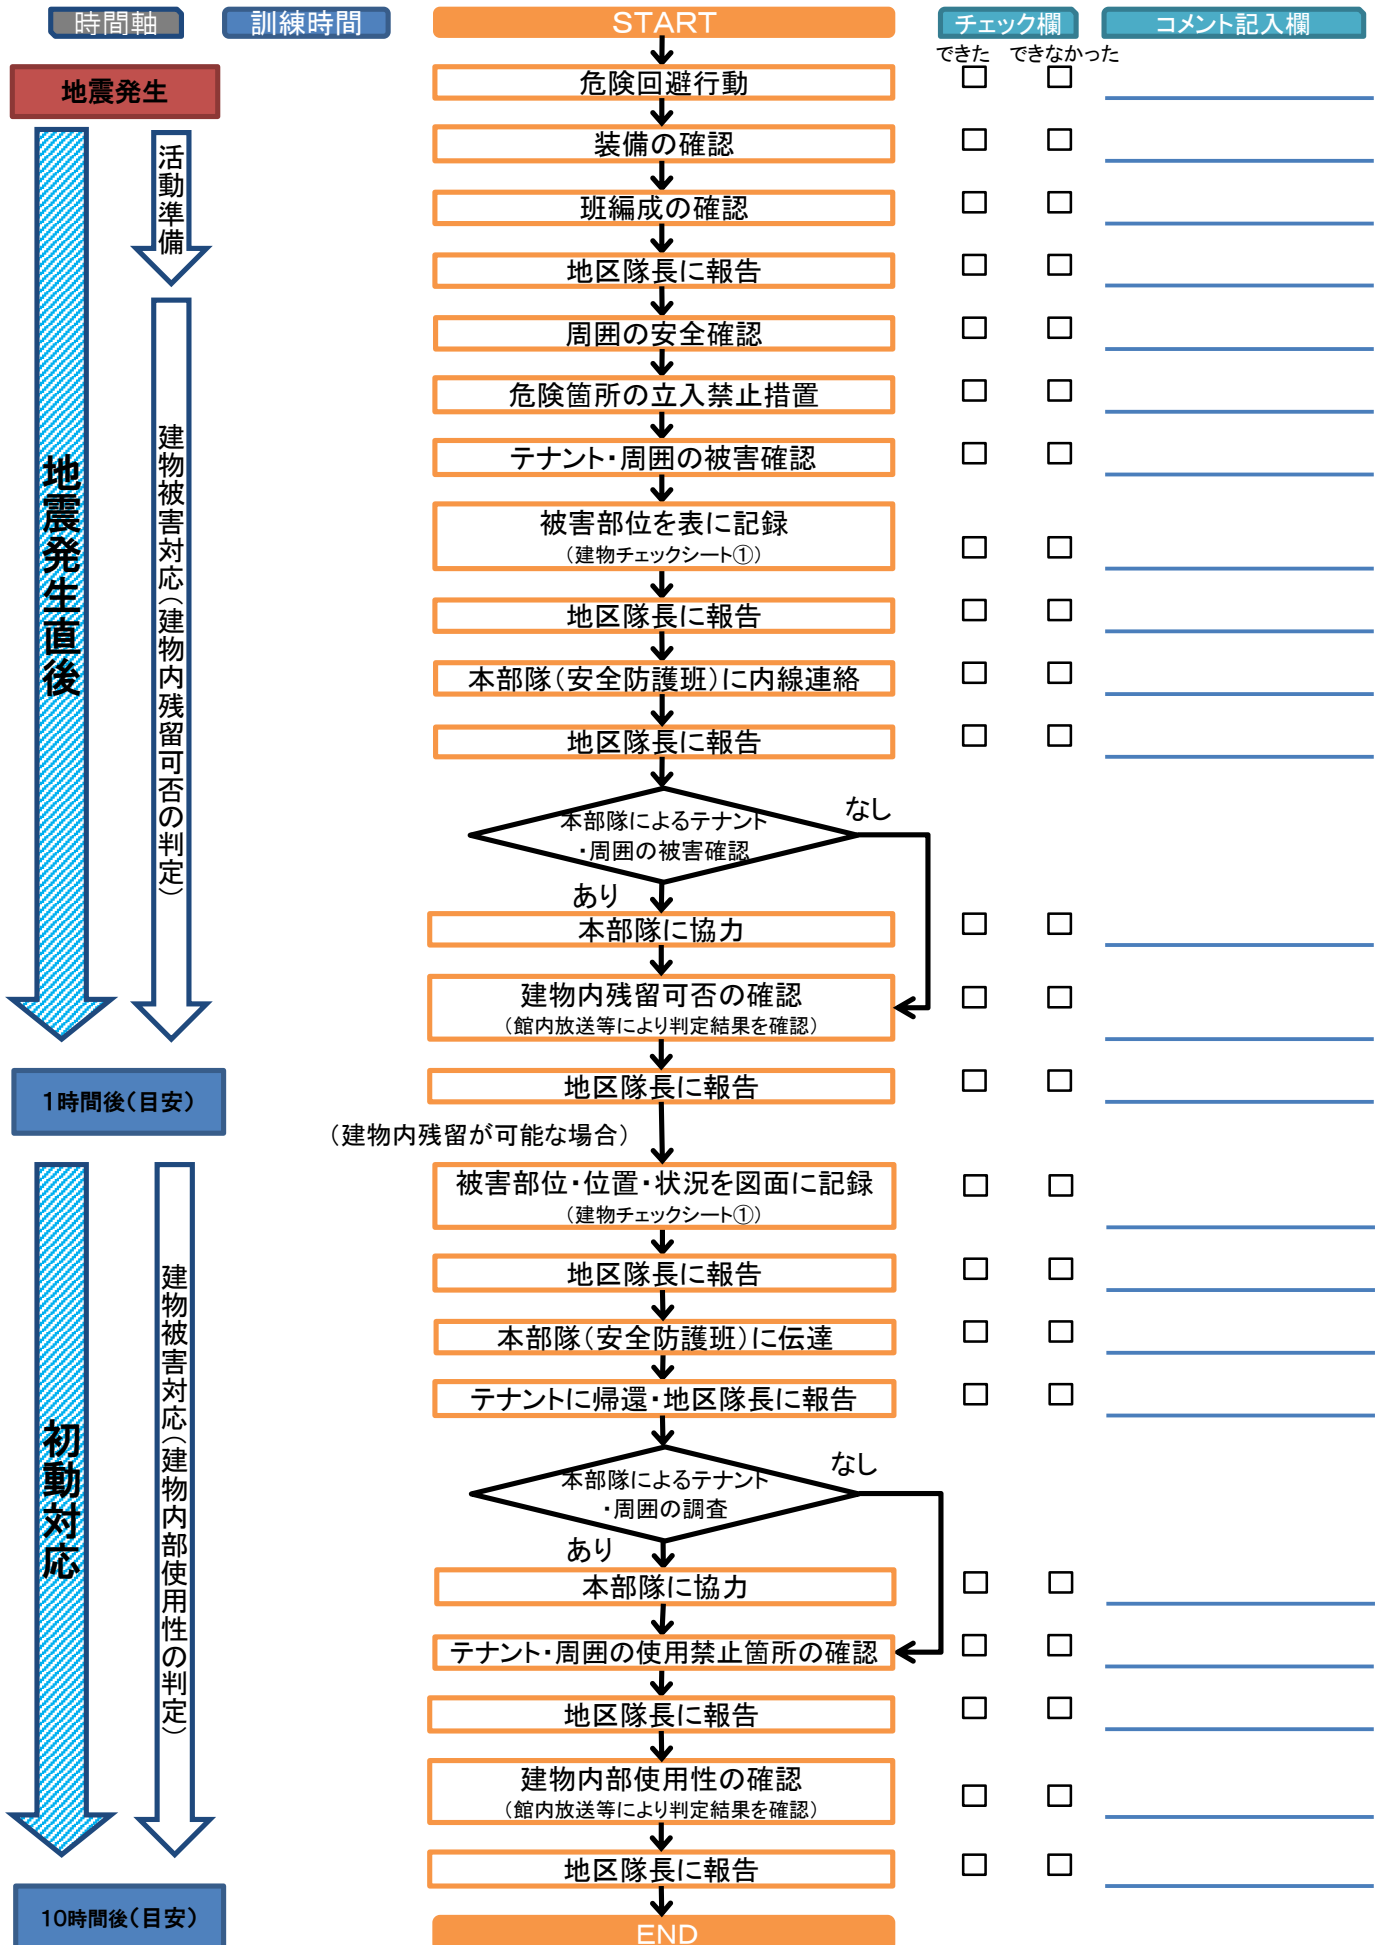 時間軸
訓練時間
START
チェック欄
コメント記入欄
できた
できなかった
地震発生
危険回避行動
装備の確認
活動準備
班編成の確認
地区隊長に報告
周囲の安全確認
危険箇所の立入禁止措置
テナント・周囲の被害確認
地震発生直後
建物被害対応(建物内残留可否の判定)
被害部位を表に記録
(建物チェックシート①)
地区隊長に報告
本部隊(安全防護班)に内線連絡
地区隊長に報告
本部隊によるテナント
・周囲の被害確認
なし
あり
本部隊に協力
建物内残留可否の確認
(館内放送等により判定結果を確認)
1時間後(目安)
地区隊長に報告
(建物内残留が可能な場合)
被害部位・位置・状況を図面に記録
(建物チェックシート①)
地区隊長に報告
本部隊(安全防護班)に伝達
テナントに帰還・地区隊長に報告
初動対応
建物被害対応(建物内部使用性の判定)
本部隊によるテナント
・周囲の調査
なし
あり
本部隊に協力
テナント・周囲の使用禁止箇所の確認
地区隊長に報告
建物内部使用性の確認
(館内放送等により判定結果を確認)
地区隊長に報告
10時間後(目安)
END